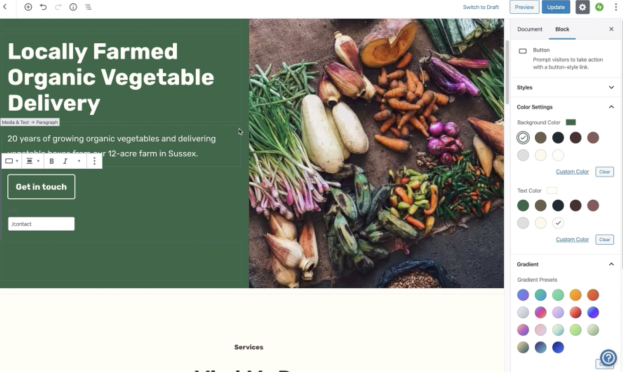 Switch to Draft
Preview
Update
Locally Farmed
Organic Vegetable
Delivery
Media & Text → Paragraph
20 years of growing organic vegetables and delivering
vegetable boxes from our 12-acre farm in Sussex.
B
I
Get in touch
/contact
Services
Document
Block
Button
Prompt visitors to take action
with a button-style link.
Styles
Color Settings
Background Color
Custom Color
Clear
Text Color
Custom Color
Clear
Gradient
Gradient Presets